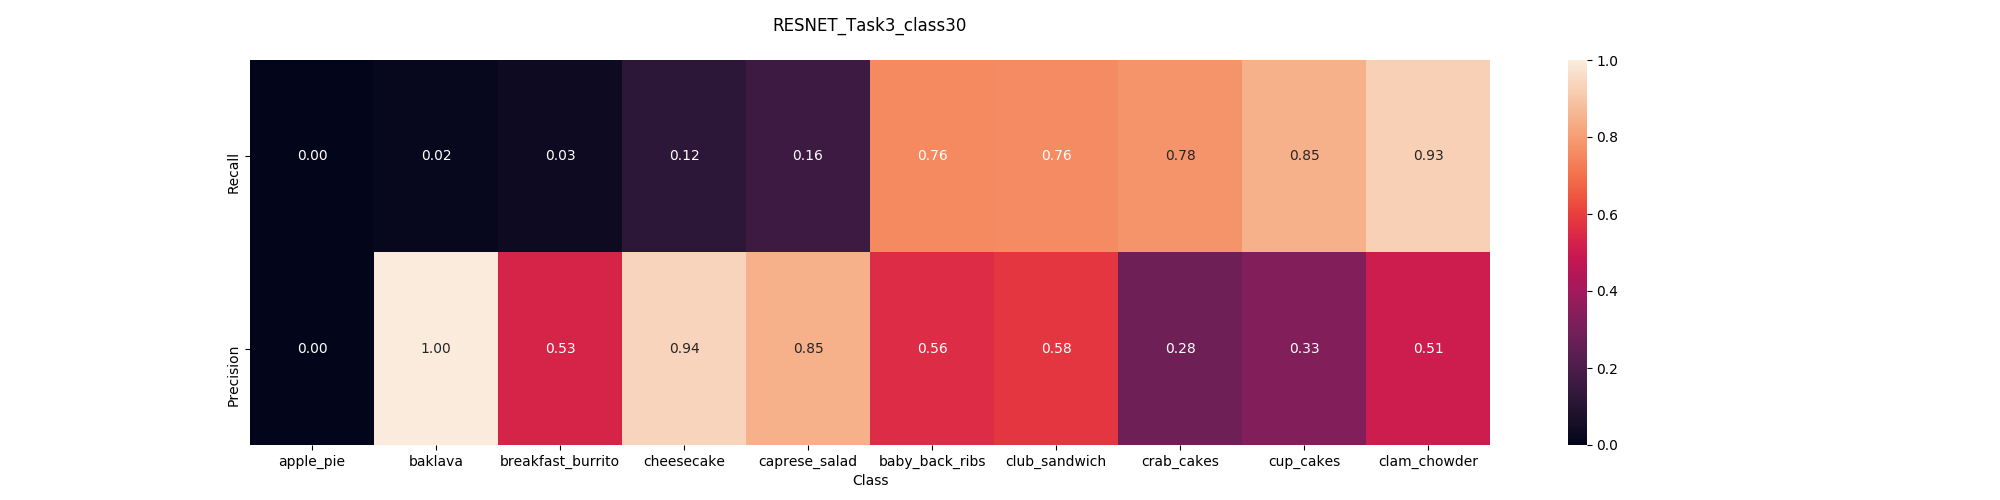 RESNET_Task3_class30
Recall
0.00 0.02 0.03 0.12 0.16 0.76 0.76 0.78 0.85 0.93
Precision
0.00 1.00 0.53 0.94 0.85 0.56 0.58 0.28 0.33 0.51
apple_pie baklava breakfast_burrito cheesecake caprese_salad baby_back_ribs club_sandwich crab_cakes cup_cakes clam_chowder
Class
1.0
0.8
0.6
0.4
0.2
0.0